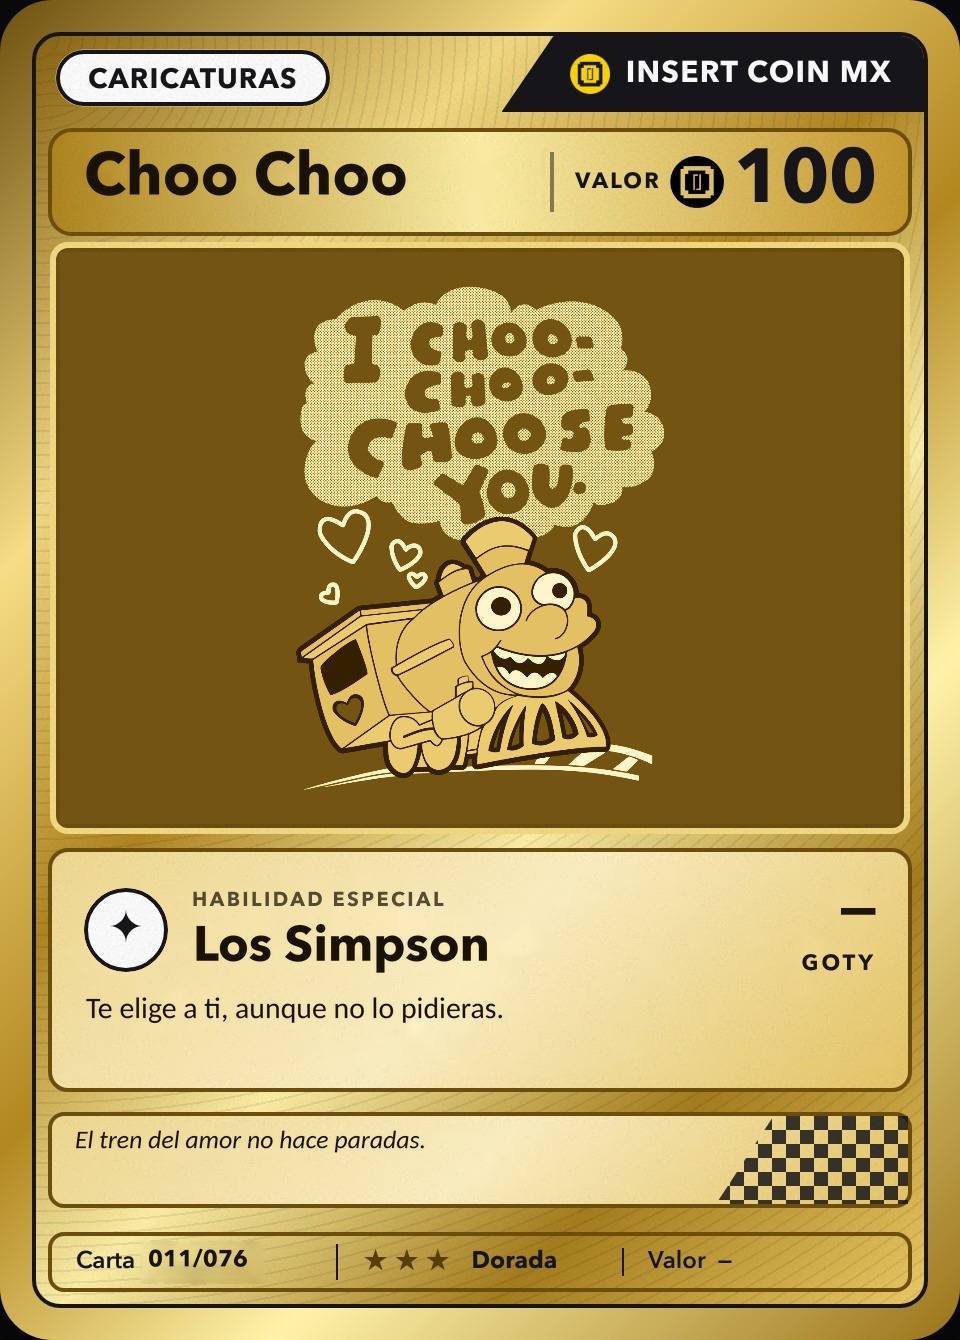 CARICATURAS
INSERT COIN MX
Choo Choo
VALOR 100
I CHOO-
CHOO-
CHOOSE
YOU.
HABILIDAD ESPECIAL
Los Simpson
—
GOTY
Te elige a ti, aunque no lo pidieras.
El tren del amor no hace paradas.
Carta 011/076 | ★★★ Dorada | Valor –